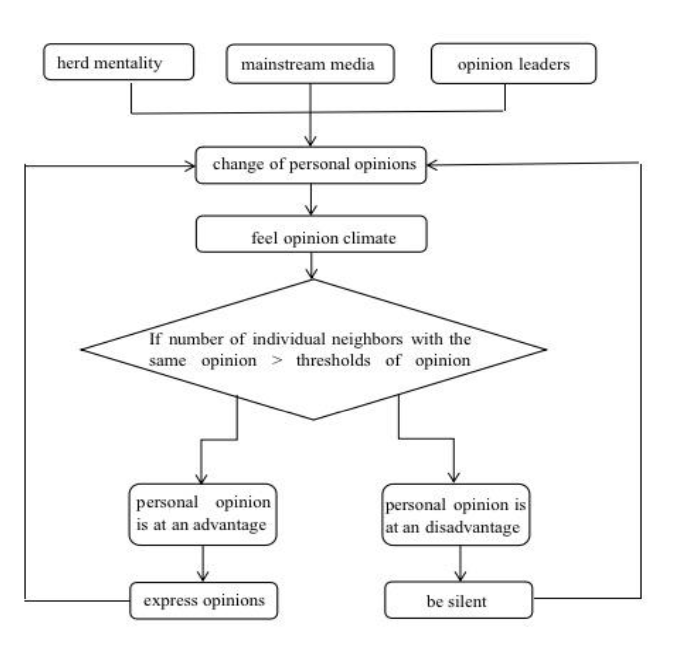 herd mentality
mainstream media
opinion leaders
change of personal opinions
feel opinion climate
If number of individual neighbors with the
same opinion > thresholds of opinion
personal opinion
is at an advantage
personal opinion is
at an disadvantage
express opinions
be silent